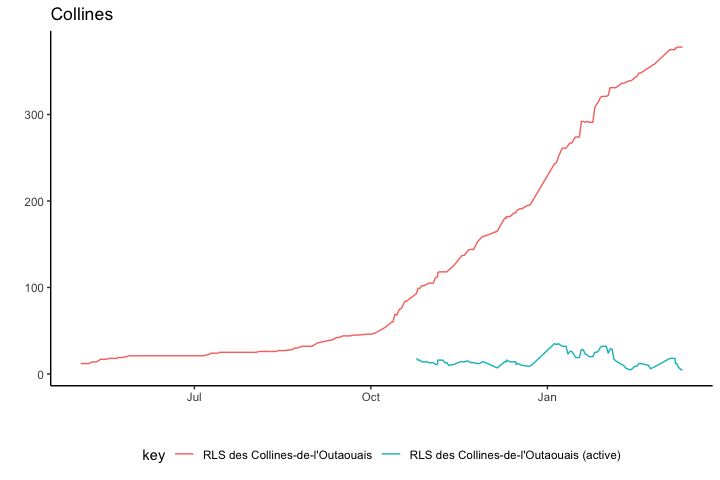 Collines
300
200
100
0
Jul Oct Jan
key RLS des Collines-de-l'Outaouais RLS des Collines-de-l'Outaouais (active)